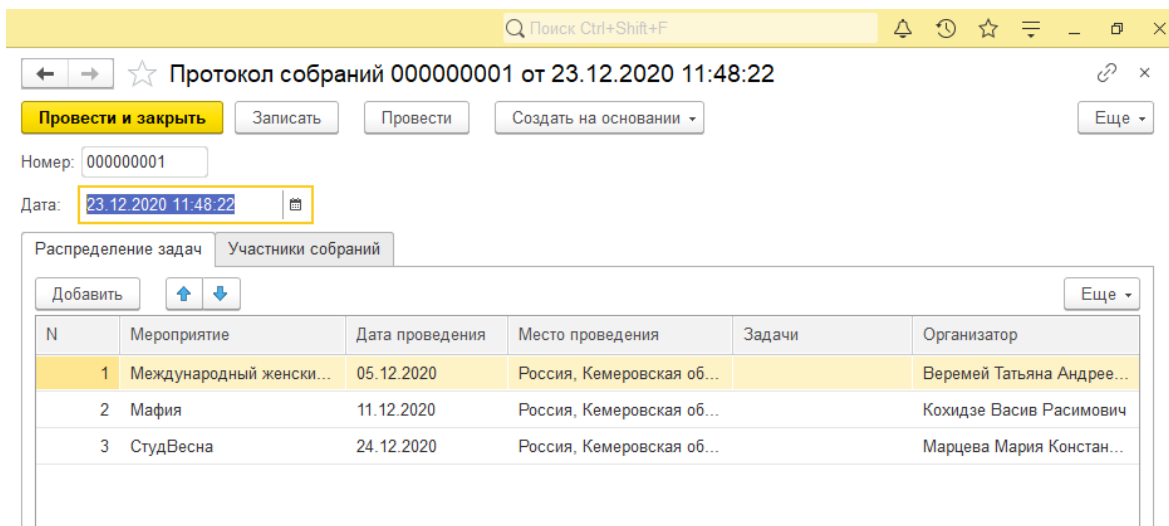 Поиск Ctrl+Shift+F
Протокол собраний 000000001 от 23.12.2020 11:48:22
Провести и закрыть Записать Провести Создать на основании Еще
Номер: 000000001
Дата: 23.12.2020 11:48:22
Распределение задач Участники собраний
Добавить Еще
N Мероприятие Дата проведения Место проведения Задачи Организатор
1 Международный женски... 05.12.2020 Россия, Кемеровская об... Веремей Татьяна Андрее...
2 Мафия 11.12.2020 Россия, Кемеровская об... Кохидзе Васив Расимович
3 СтудВесна 24.12.2020 Россия, Кемеровская об... Марцева Мария Констан...